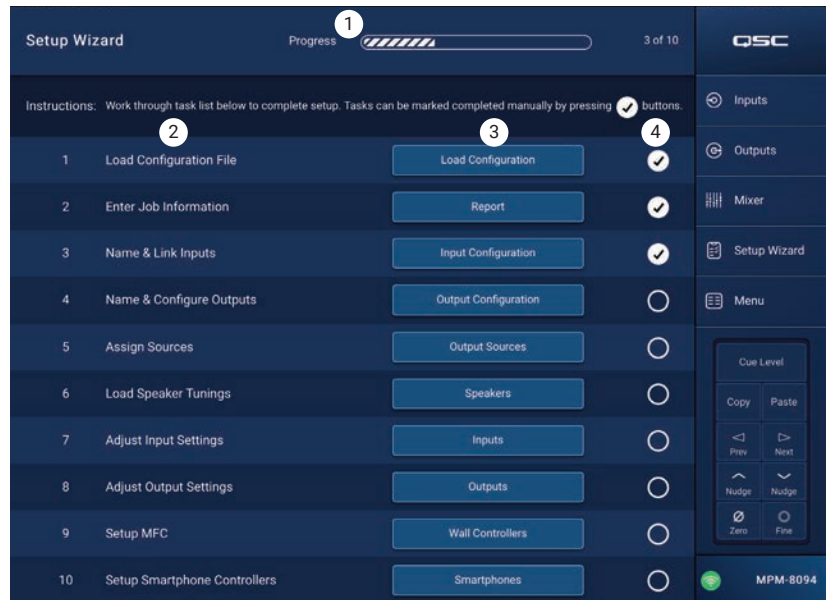 1
Setup Wizard Progress 3 of 10 QSC
Instructions: Work through task list below to complete setup. Tasks can be marked completed manually by pressing buttons.
2 3 4
1 Load Configuration File Load Configuration
2 Enter Job Information Report
3 Name & Link Inputs Input Configuration
4 Name & Configure Outputs Output Configuration
5 Assign Sources Output Sources
6 Load Speaker Tunings Speakers
7 Adjust Input Settings Inputs
8 Adjust Output Settings Outputs
9 Setup MFC Wall Controllers
10 Setup Smartphone Controllers Smartphones
Inputs
Outputs
Mixer
Setup Wizard
Menu
Cue Level
Copy Paste
Prev Next
Nudge Nudge
Zero Fine
MPM-8094